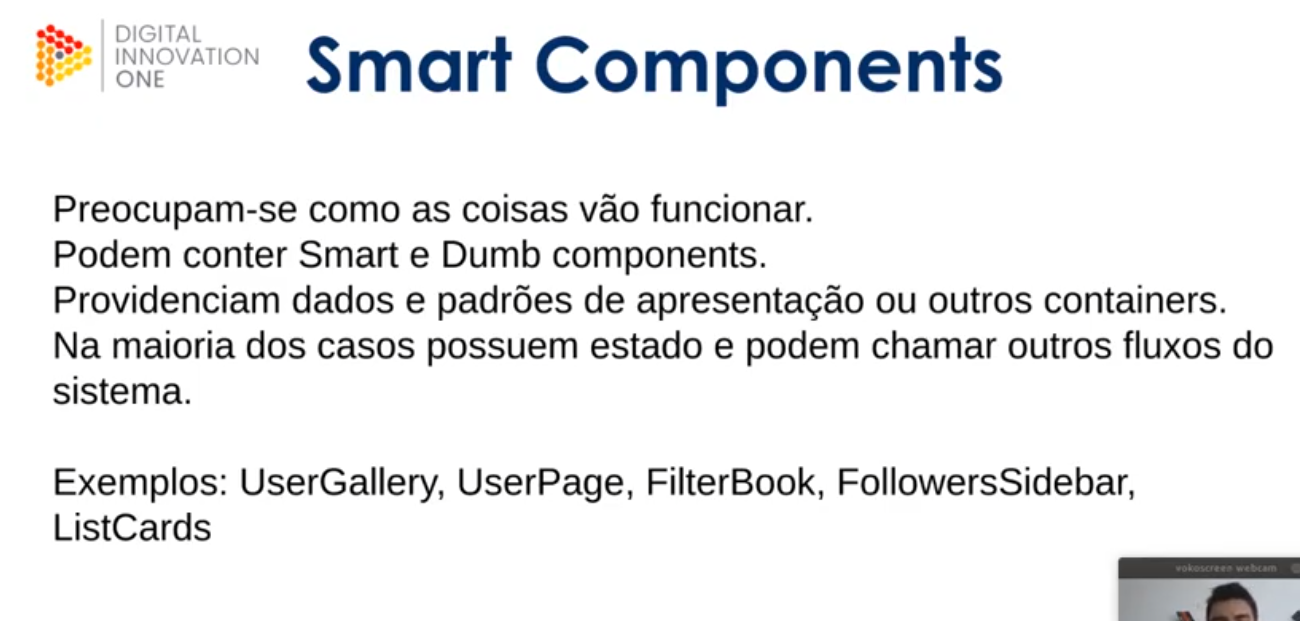 DIGITAL
INNOVATION
ONE
Smart Components
Preocupam-se como as coisas vão funcionar.
Podem conter Smart e Dumb components.
Providenciam dados e padrões de apresentação ou outros containers.
Na maioria dos casos possuem estado e podem chamar outros fluxos do
sistema.
Exemplos: UserGallery, UserPage, FilterBook, FollowersSidebar,
ListCards
vokoscreen webcam